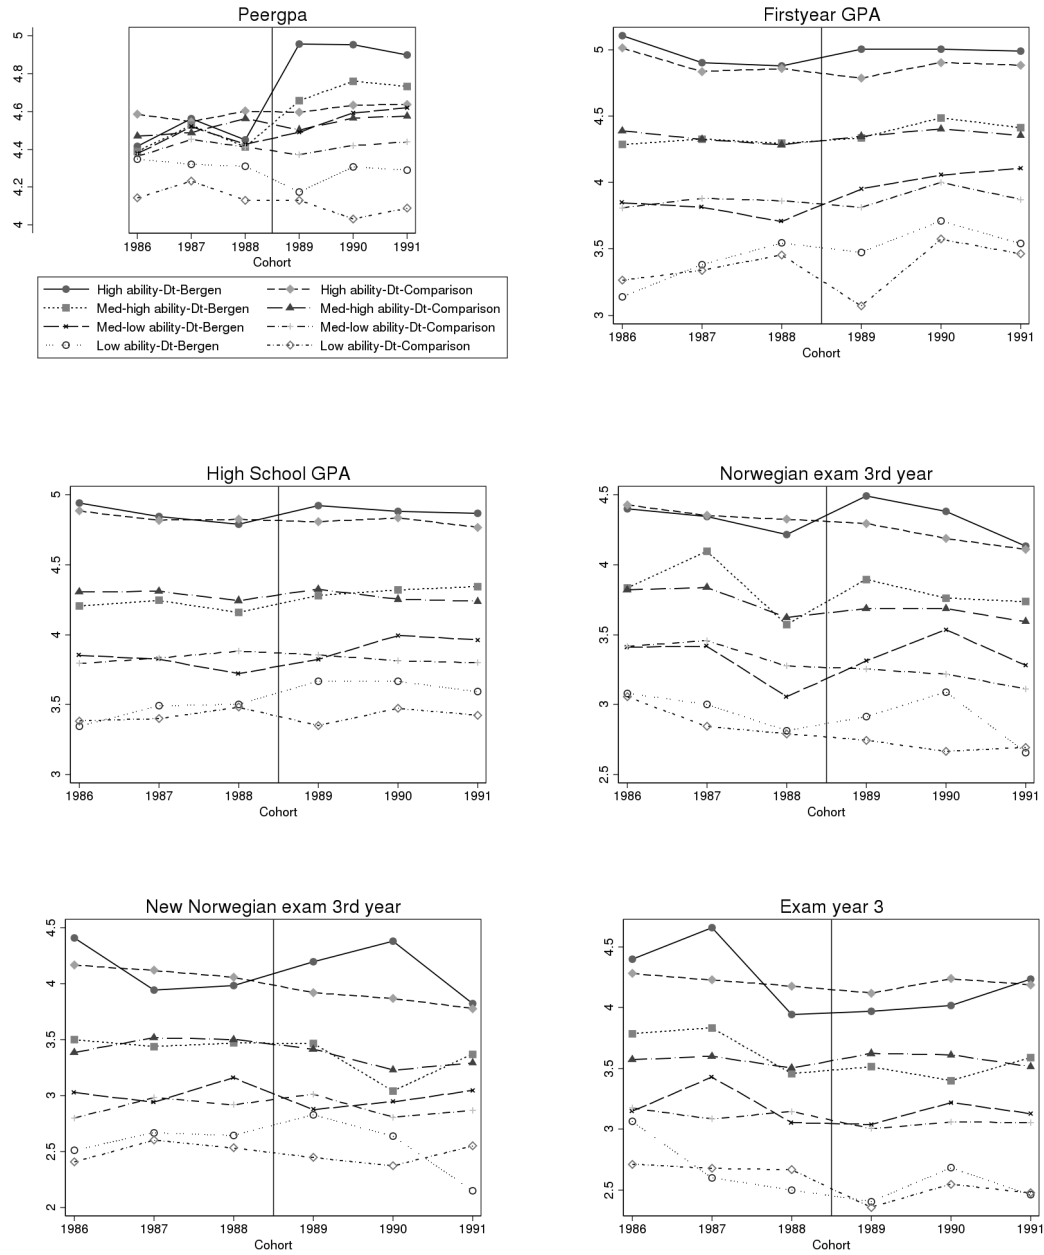 Peergpa
5
4.8
4.6
4.4
4.2
4
1986 1987 1988 1989 1990 1991
Cohort
High ability-Dt-Bergen High ability-Dt-Comparison
Med-high ability-Dt-Bergen Med-high ability-Dt-Comparison
Med-low ability-Dt-Bergen Med-low ability-Dt-Comparison
Low ability-Dt-Bergen Low ability-Dt-Comparison
Firstyear GPA
5
4.5
4
3.5
3
1986 1987 1988 1989 1990 1991
Cohort
High School GPA
5
4.5
4
3.5
3
1986 1987 1988 1989 1990 1991
Cohort
Norwegian exam 3rd year
4.5
4
3.5
3
2.5
1986 1987 1988 1989 1990 1991
Cohort
New Norwegian exam 3rd year
4.5
4
3.5
3
2.5
2
1986 1987 1988 1989 1990 1991
Cohort
Exam year 3
4.5
4
3.5
3
2.5
1986 1987 1988 1989 1990 1991
Cohort